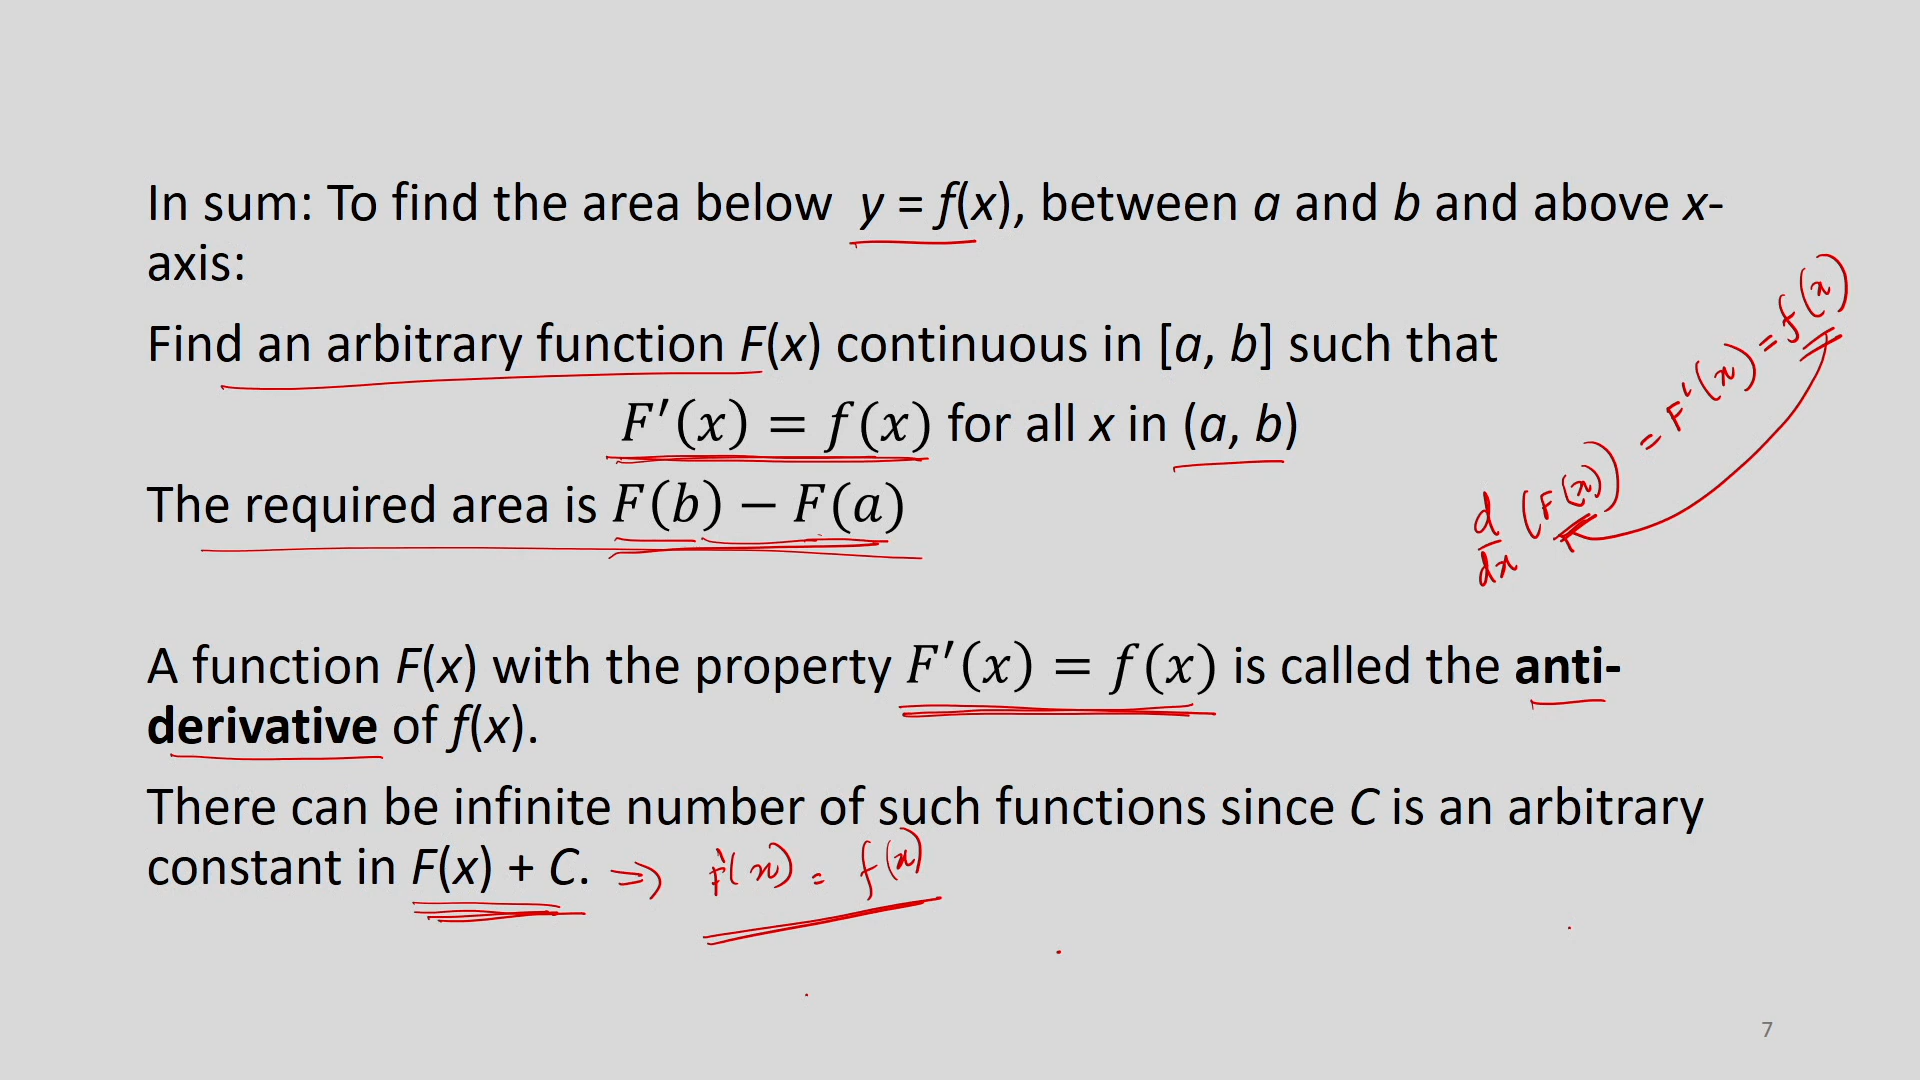 In sum: To find the area below y = f(x), between a and b and above x-
axis:
Find an arbitrary function F(x) continuous in [a, b] such that
F′(x) = f(x) for all x in (a, b)
The required area is F(b) − F(a)
d/dx (F(x)) = F'(x) = f(x)
A function F(x) with the property F′(x) = f(x) is called the anti-
derivative of f(x).
There can be infinite number of such functions since C is an arbitrary
constant in F(x) + C. ⇒ F'(x) = f(x)
7